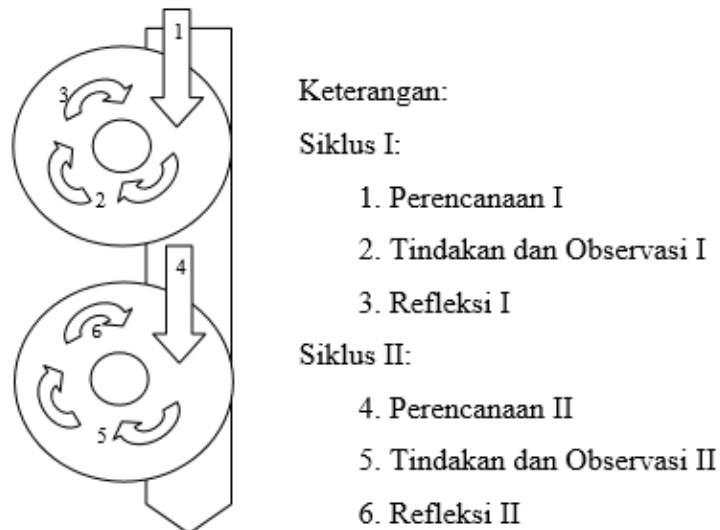 1
3
2
4
6
5
Keterangan:
Siklus I:
1. Perencanaan I
2. Tindakan dan Observasi I
3. Refleksi I
Siklus II:
4. Perencanaan II
5. Tindakan dan Observasi II
6. Refleksi II